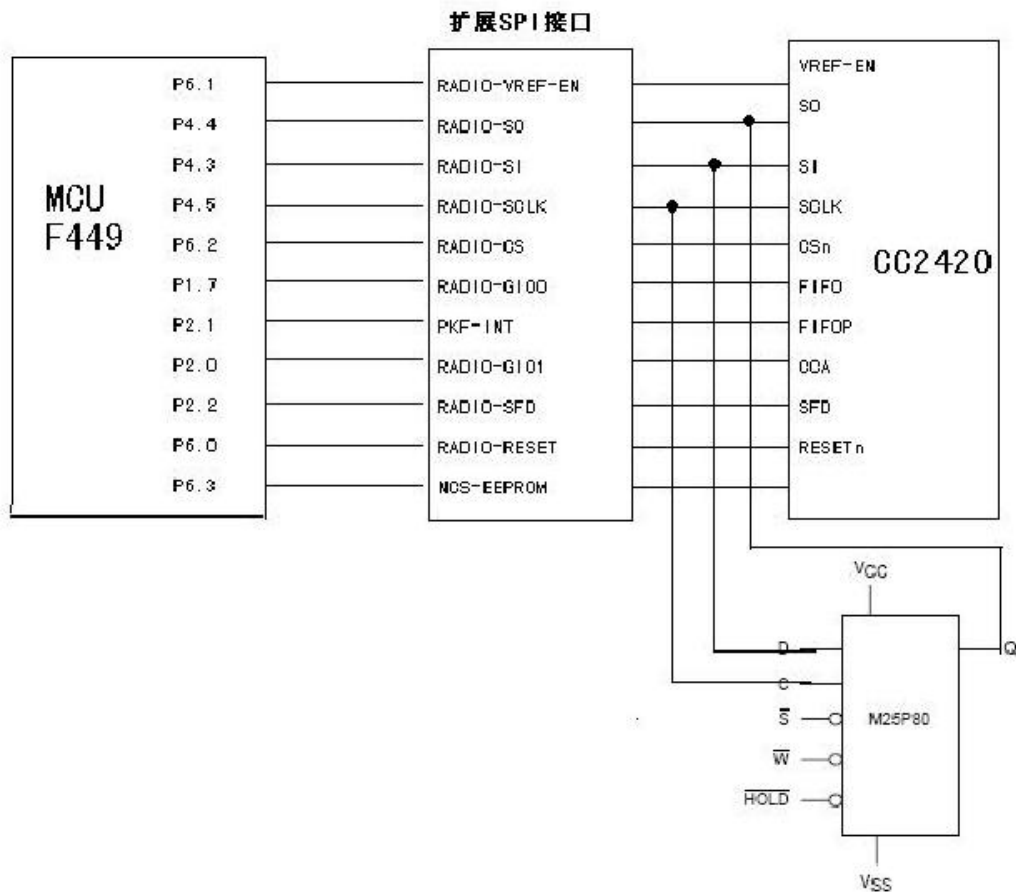 扩展SPI接口
MCU
F449
P6.1
P4.4
P4.3
P4.5
P6.2
P1.7
P2.1
P2.0
P2.2
P6.0
P6.3
RADIO-VREF-EN
RADIO-SO
RADIO-SI
RADIO-SCLK
RADIO-CS
RADIO-GIO0
PKF-INT
RADIO-GIO1
RADIO-SFD
RADIO-RESET
NCS-EEPROM
VREF-EN
SO
SI
SCLK
CSn
FIFO
FIFOP
CCA
SFD
RESETn
CC2420
VCC
D
C
S
W
HOLD
M25P80
Q
VSS